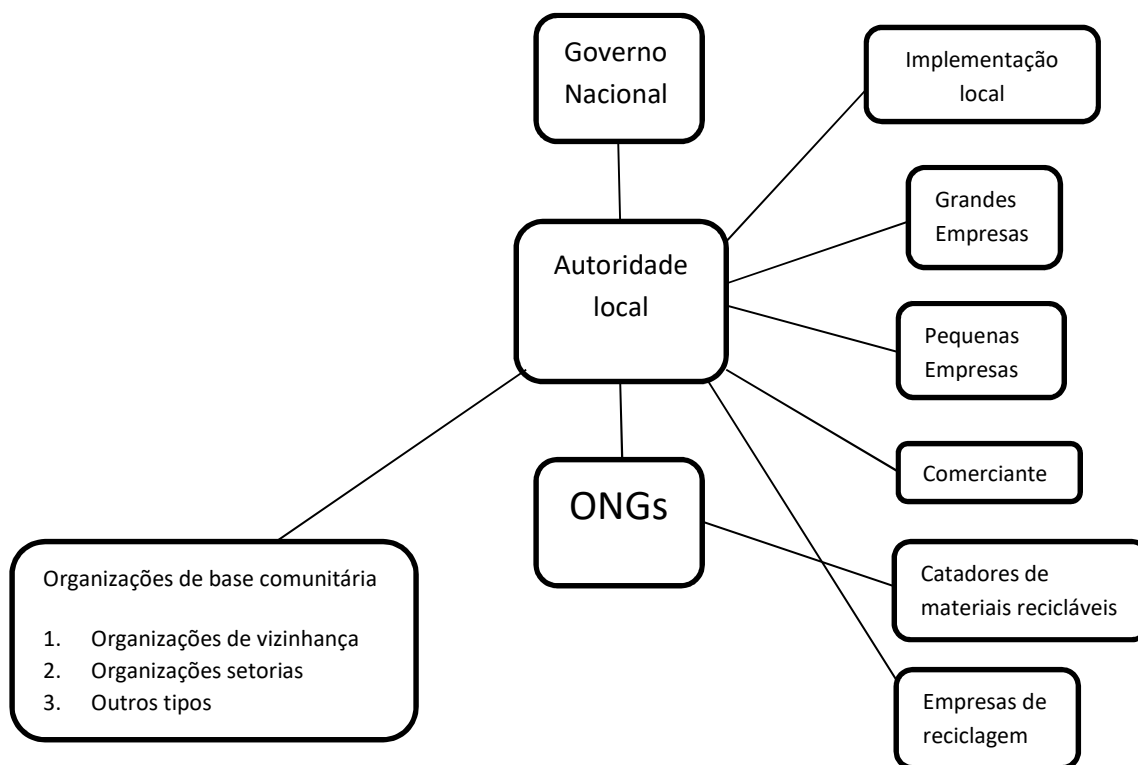 Governo
Nacional
Implementação
local
Grandes
Empresas
Autoridade
local
Pequenas
Empresas
Comerciante
ONGs
Catadores de
materiais recicláveis
Organizações de base comunitária
1. Organizações de vizinhança
2. Organizações setorias
3. Outros tipos
Empresas de
reciclagem